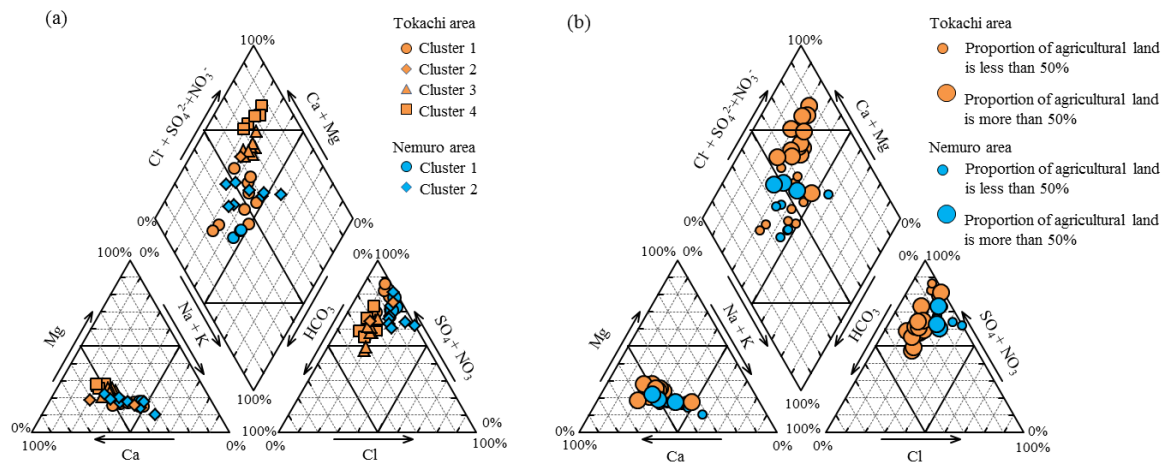 (a)
Tokachi area
Cluster 1
Cluster 2
Cluster 3
Cluster 4
Nemuro area
Cluster 1
Cluster 2
100%
Cl⁻ + SO₄²⁻+NO₃⁻
Ca + Mg
0%
0%
100% 0%
0% 100%
Mg
Na + K
HCO₃
SO₄ + NO₃
100%
0%
100%
0%
100%
0%
100%
Ca
Cl
(b)
Tokachi area
Proportion of agricultural land
is less than 50%
Proportion of agricultural land
is more than 50%
Nemuro area
Proportion of agricultural land
is less than 50%
Proportion of agricultural land
is more than 50%
100%
Cl⁻ + SO₄²⁻+NO₃⁻
Ca + Mg
0%
0%
100% 0%
0% 100%
Mg
Na + K
HCO₃
SO₄ + NO₃
100%
0%
100%
0%
100%
0%
100%
Ca
Cl